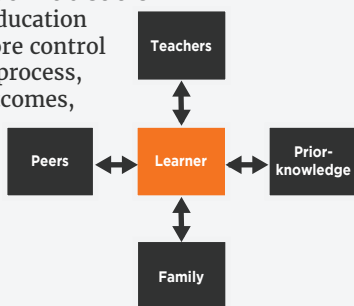 education
ore control
process,
comes,
Teachers
Peers
Learner
Prior-
knowledge
Family